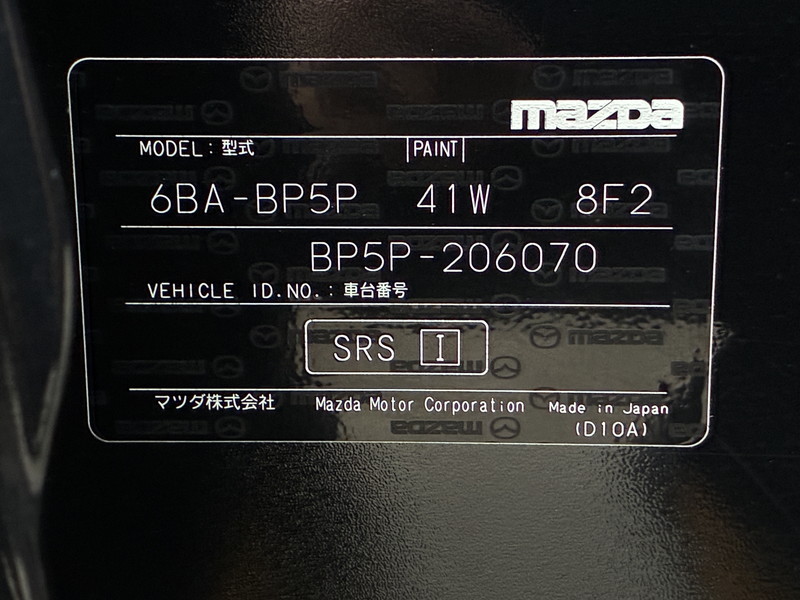 mazda
MODEL：型式 |PAINT|
6BA-BP5P 41W 8F2
BP5P-206070
VEHICLE ID.NO.：車台番号
SRS I
マツダ株式会社 Mazda Motor Corporation Made in Japan
(D10A)